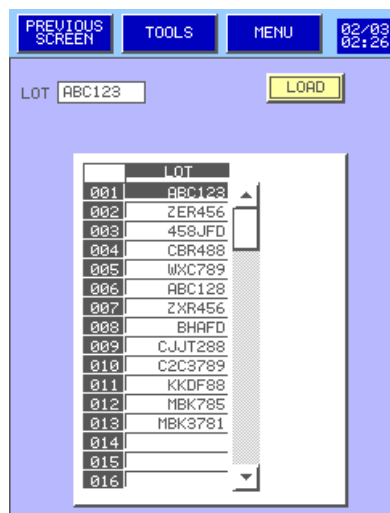 PREVIOUS SCREEN TOOLS MENU 02/03 02:26
LOT ABC123 LOAD
LOT
001 ABC123
002 ZER456
003 458JFD
004 CBR488
005 WXC789
006 ABC128
007 ZXR456
008 BHAFD
009 CJJT288
010 C2C3789
011 KKDF88
012 MBK785
013 MBK3781
014
015
016